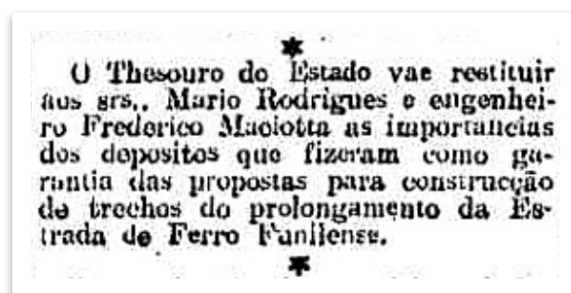 O Thesouro do Estado vae restituir
aos srs.. Mario Rodrigues e engenhei-
ro Frederico Maciotta as importancias
dos depositos que fizeram como ga-
rantia das propostas para construcção
de trechos do prolongamento da Es-
trada de Ferro Funilense.